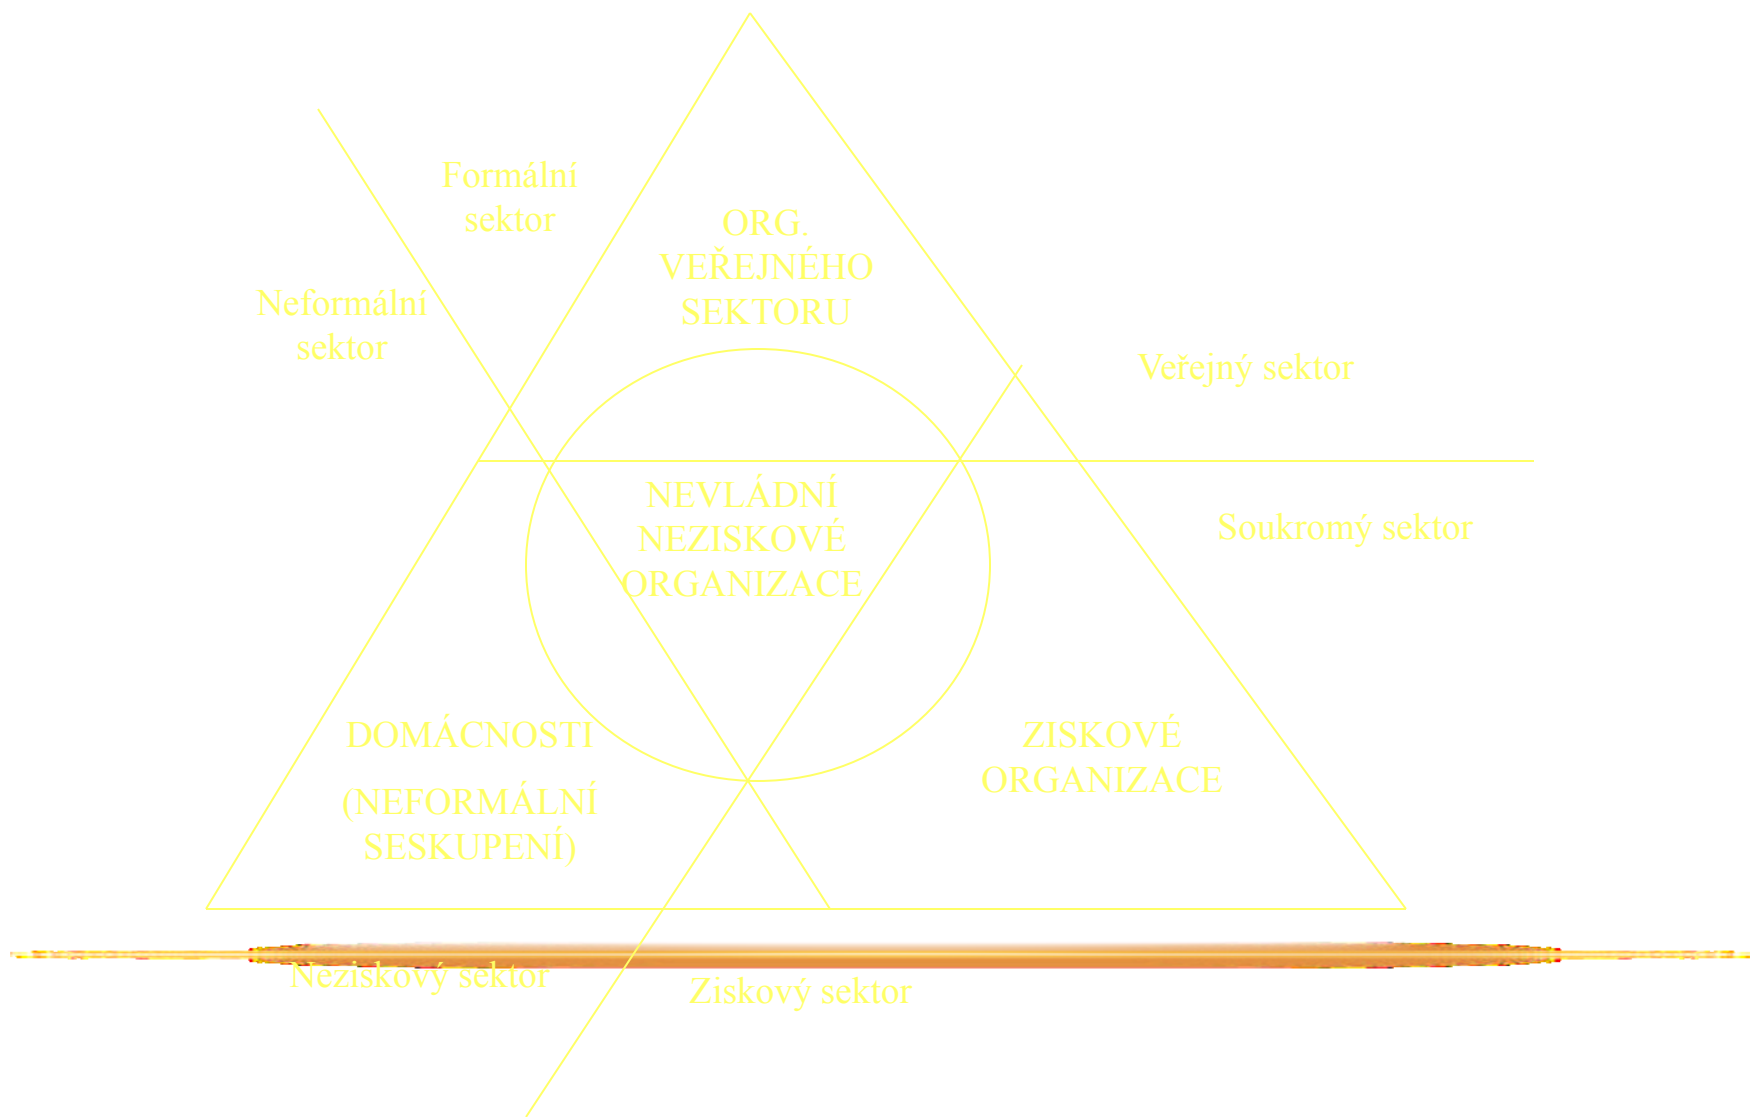 Formální
sektor
ORG.
VEŘEJNÉHO
SEKTORU
Neformální
sektor
Veřejný sektor
NEVLÁDNÍ
NEZISKOVÉ
ORGANIZACE
Soukromý sektor
DOMÁCNOSTI
(NEFORMÁLNÍ
SESKUPENÍ)
ZISKOVÉ
ORGANIZACE
Neziskový sektor
Ziskový sektor